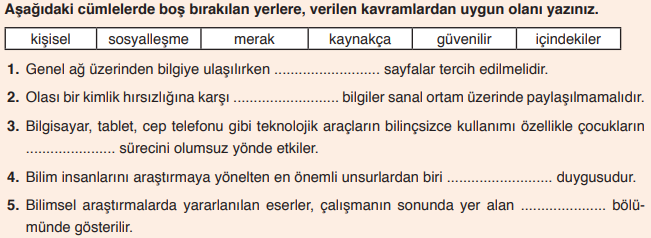 Aşağıdaki cümlelerde boş bırakılan yerlere, verilen kavramlardan uygun olanı yazınız.
kişisel sosyalleşme merak kaynakça güvenilir içindekiler
1. Genel ağ üzerinden bilgiye ulaşılırken ............................ sayfalar tercih edilmelidir.
2. Olası bir kimlik hırsızlığına karşı ............................ bilgiler sanal ortam üzerinde paylaşılmamalıdır.
3. Bilgisayar, tablet, cep telefonu gibi teknolojik araçların bilinçsizce kullanımı özellikle çocukların
....................... sürecini olumsuz yönde etkiler.
4. Bilim insanlarını araştırmaya yönelten en önemli unsurlardan biri ............................ duygusudur.
5. Bilimsel araştırmalarda yararlanılan eserler, çalışmanın sonunda yer alan ...................... bölü-
münde gösterilir.